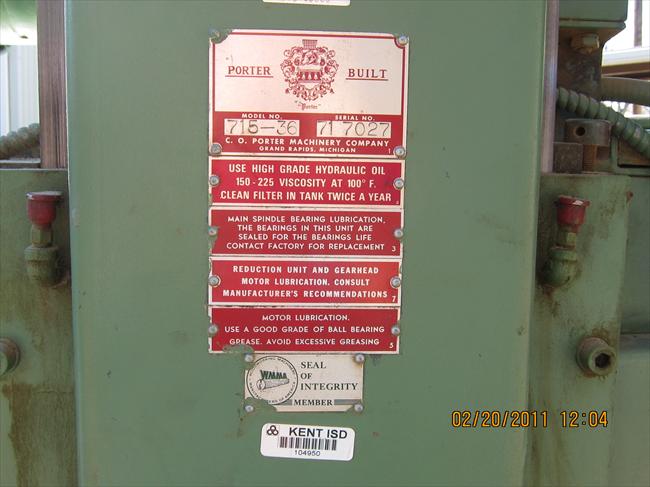 PORTER BUILT
"Porter"
MODEL NO. SERIAL NO.
715-36 71 7027
C. O. PORTER MACHINERY COMPANY
GRAND RAPIDS, MICHIGAN 1
USE HIGH GRADE HYDRAULIC OIL
150-225 VISCOSITY AT 100° F.
CLEAN FILTER IN TANK TWICE A YEAR
MAIN SPINDLE BEARING LUBRICATION,
THE BEARINGS IN THIS UNIT ARE
SEALED FOR THE BEARINGS LIFE
CONTACT FACTORY FOR REPLACEMENT 3
REDUCTION UNIT AND GEARHEAD
MOTOR LUBRICATION. CONSULT
MANUFACTURER'S RECOMMENDATIONS 7
MOTOR LUBRICATION.
USE A GOOD GRADE OF BALL BEARING
GREASE. AVOID EXCESSIVE GREASING 5
WMMA
SEAL
OF
INTEGRITY
MEMBER
KENT ISD
104950
02/20/2011 12:04